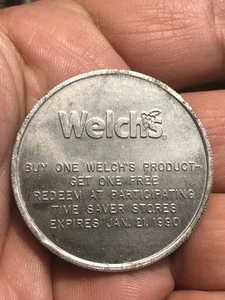 Welch's®
BUY ONE WELCH'S PRODUCT-
GET ONE FREE
REDEEM AT PARTICIPATING
TIME SAVER STORES
EXPIRES JAN. 21, 1990